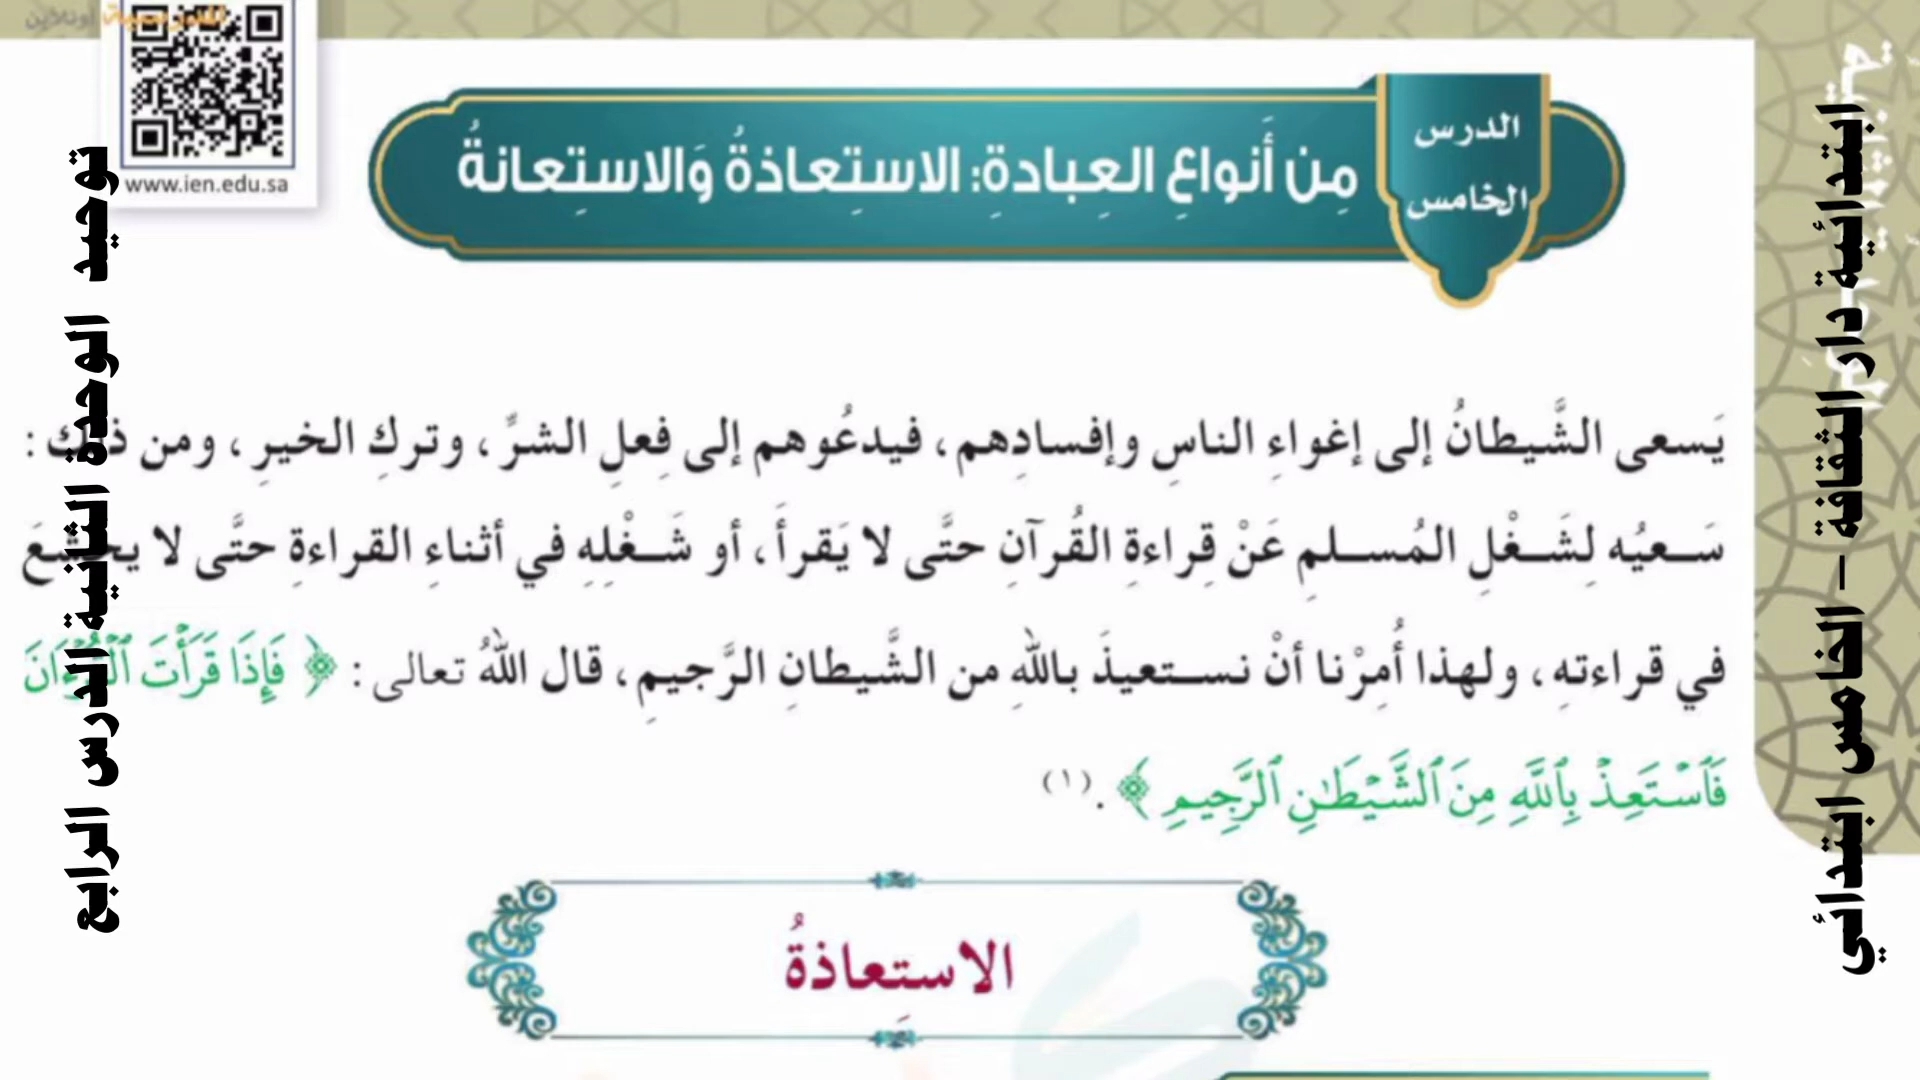 أونلاين
www.ien.edu.sa
الدرس
الخامس
مِن أَنواعِ العِبادةِ: الاستِعاذةُ وَالاستِعانةُ
يَسعى الشَّيطانُ إلى إغواءِ الناسِ وإفسادِهم، فيدعُوهم إلى فِعلِ الشرِّ، وتركِ الخيرِ، ومن ذلك:
سَعيُه لِشَغْلِ المُسلمِ عَنْ قِراءةِ القُرآنِ حتَّى لا يَقرأَ، أو شَغْلِهِ في أثناءِ القراءةِ حتَّى لا يخشعَ
في قراءتهِ، ولهذا أُمِرْنا أنْ نستعيذَ باللهِ من الشَّيطانِ الرَّجيمِ، قال اللهُ تعالى: ﴿ فَإِذَا قَرَأۡتَ ٱلۡقُرۡءَانَ
فَٱسۡتَعِذۡ بِٱللَّهِ مِنَ ٱلشَّيۡطَٰنِ ٱلرَّجِيمِ ﴾.(١)
الاستِعاذةُ
ابتدائية دار الثقافة – الخامس ابتدائي
توحيد الوحدة الثانية الدرس الرابع